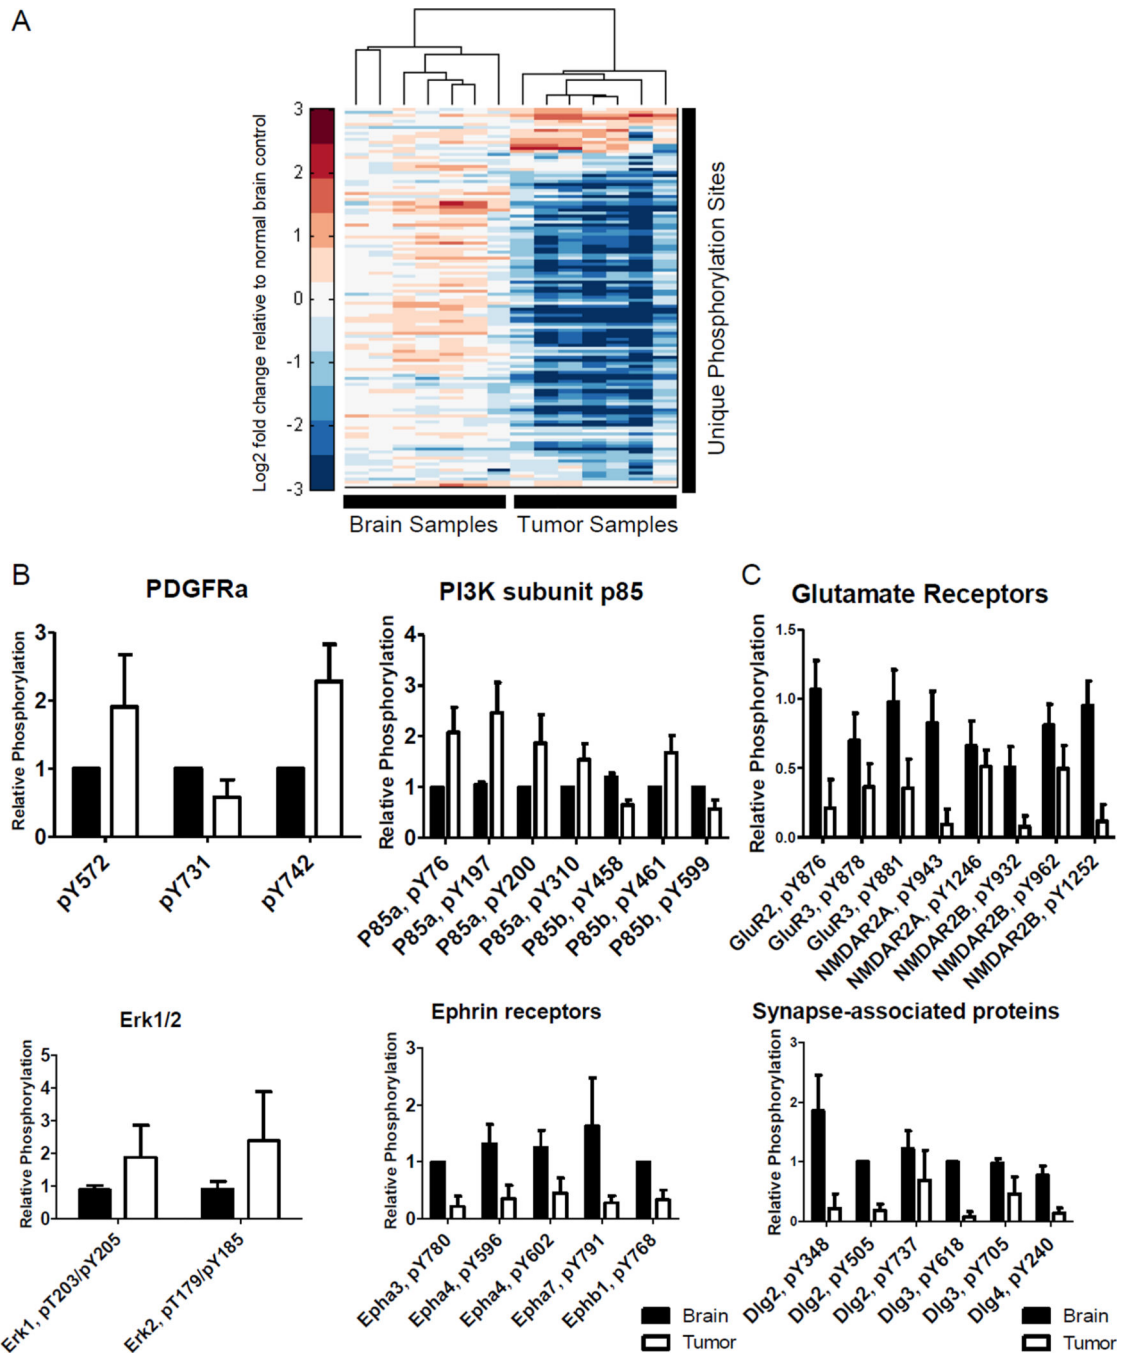 A
Log2 fold change relative to normal brain control
3
2
1
0
-1
-2
-3
Unique Phosphorylation Sites
Brain Samples
Tumor Samples
B
PDGFRa
Relative Phosphorylation
3
2
1
0
pY572
pY731
pY742
PI3K subunit p85
Relative Phosphorylation
4
3
2
1
0
P85a, pY76
P85a, pY197
P85a, pY200
P85a, pY310
P85b, pY458
P85b, pY461
P85b, pY599
C
Glutamate Receptors
Relative Phosphorylation
1.5
1.0
0.5
0.0
GluR2, pY876
GluR3, pY878
GluR3, pY881
NMDAR2A, pY943
NMDAR2A, pY1246
NMDAR2B, pY932
NMDAR2B, pY962
NMDAR2B, pY1252
Erk1/2
Relative Phosphorylation
5
4
3
2
1
0
Erk1, pT203/pY205
Erk2, pT179/pY185
Ephrin receptors
Relative Phosphorylation
3
2
1
0
Epha3, pY780
Epha4, pY596
Epha4, pY602
Epha7, pY791
Ephb1, pY768
Brain
Tumor
Synapse-associated proteins
Relative Phosphorylation
3
2
1
0
Dlg2, pY348
Dlg2, pY505
Dlg2, pY737
Dlg3, pY618
Dlg3, pY705
Dlg4, pY240
Brain
Tumor